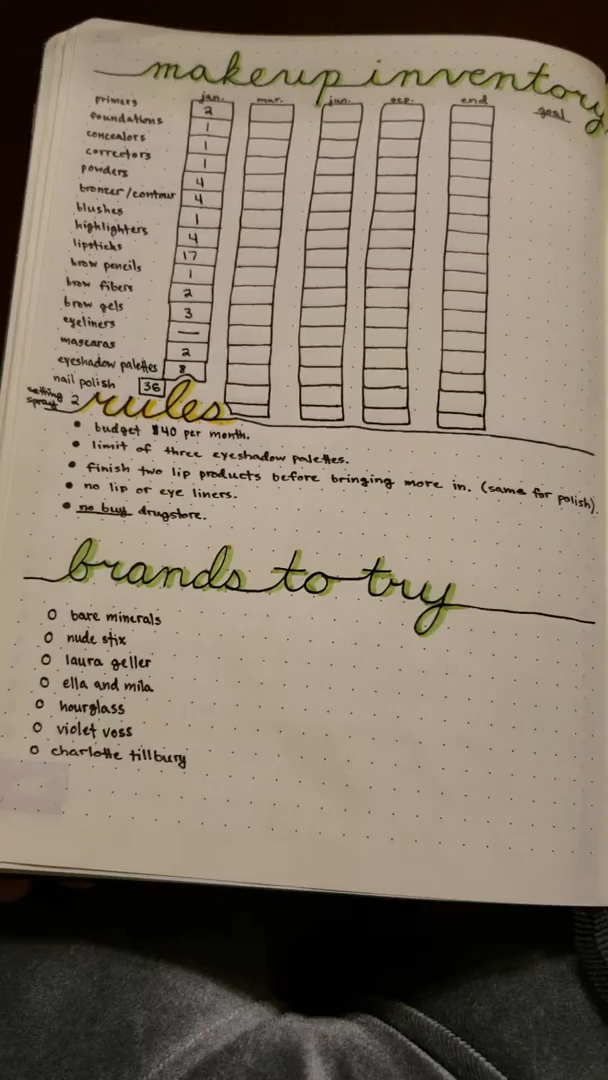 makeup inventory
jan. mar. jun. sep. end goal
primers 2
foundations 1
concealors 1
correctors 1
powders 4
bronzer/contour 4
blushes 1
highlighters 4
lipsticks 17
brow pencils 1
brow fibers 2
brow gels 3
eyeliners —
mascaras 2
eyeshadow palettes 8
nail polish 36
setting spray 2
rules
• budget $40 per month.
• limit of three eyeshadow palettes.
• finish two lip products before bringing more in. (same for polish)
• no lip or eye liners.
• no buy drugstore.
brands to try
o bare minerals
o nude stix
o laura geller
o ella and mila
o hourglass
o violet voss
o charlotte tillbury